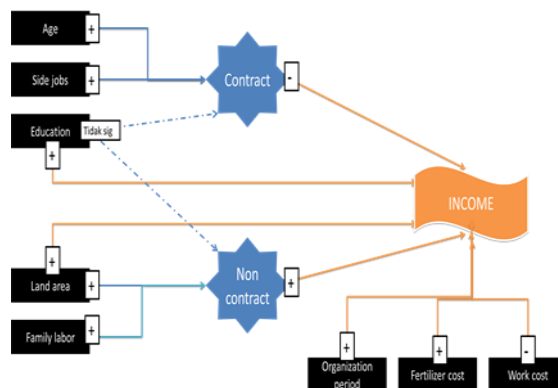 Age
+
Side jobs
+
Contract
-
Education
Tidak sig
+
INCOME
+
Land area
+
Non
contract
+
Family labor
+
+
Organization
period
+
Fertilizer cost
-
Work cost